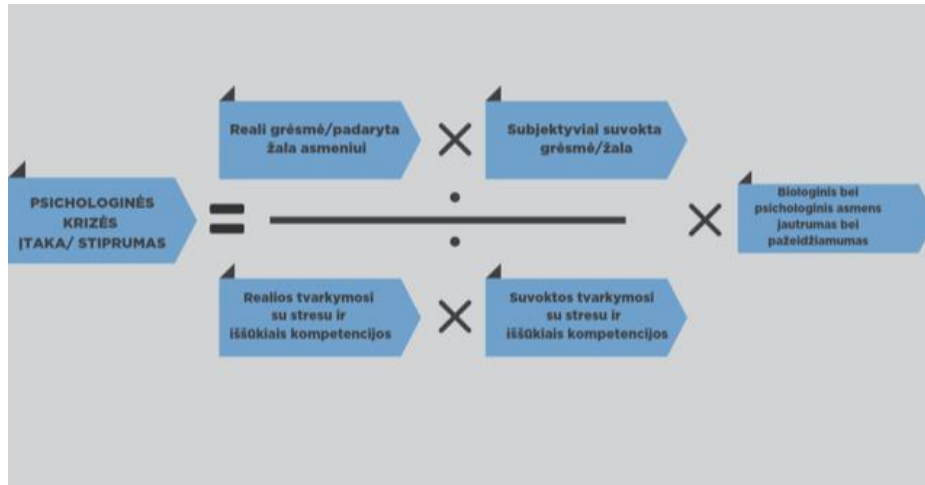 Reali grėsmė/padaryta
žala asmeniui
×
Subjektyviai suvokta
grėsmė/žala
PSICHOLOGINĖS
KRIZĖS
ĮTAKA/ STIPRUMAS
=
÷
×
Biologinis bei
psichologinis asmens
jautrumas bei
pažeidžiamumas
Realios tvarkymosi
su stresu ir
iššūkiais kompetencijos
×
Suvoktos tvarkymosi
su stresu ir
iššūkiais kompetencijos